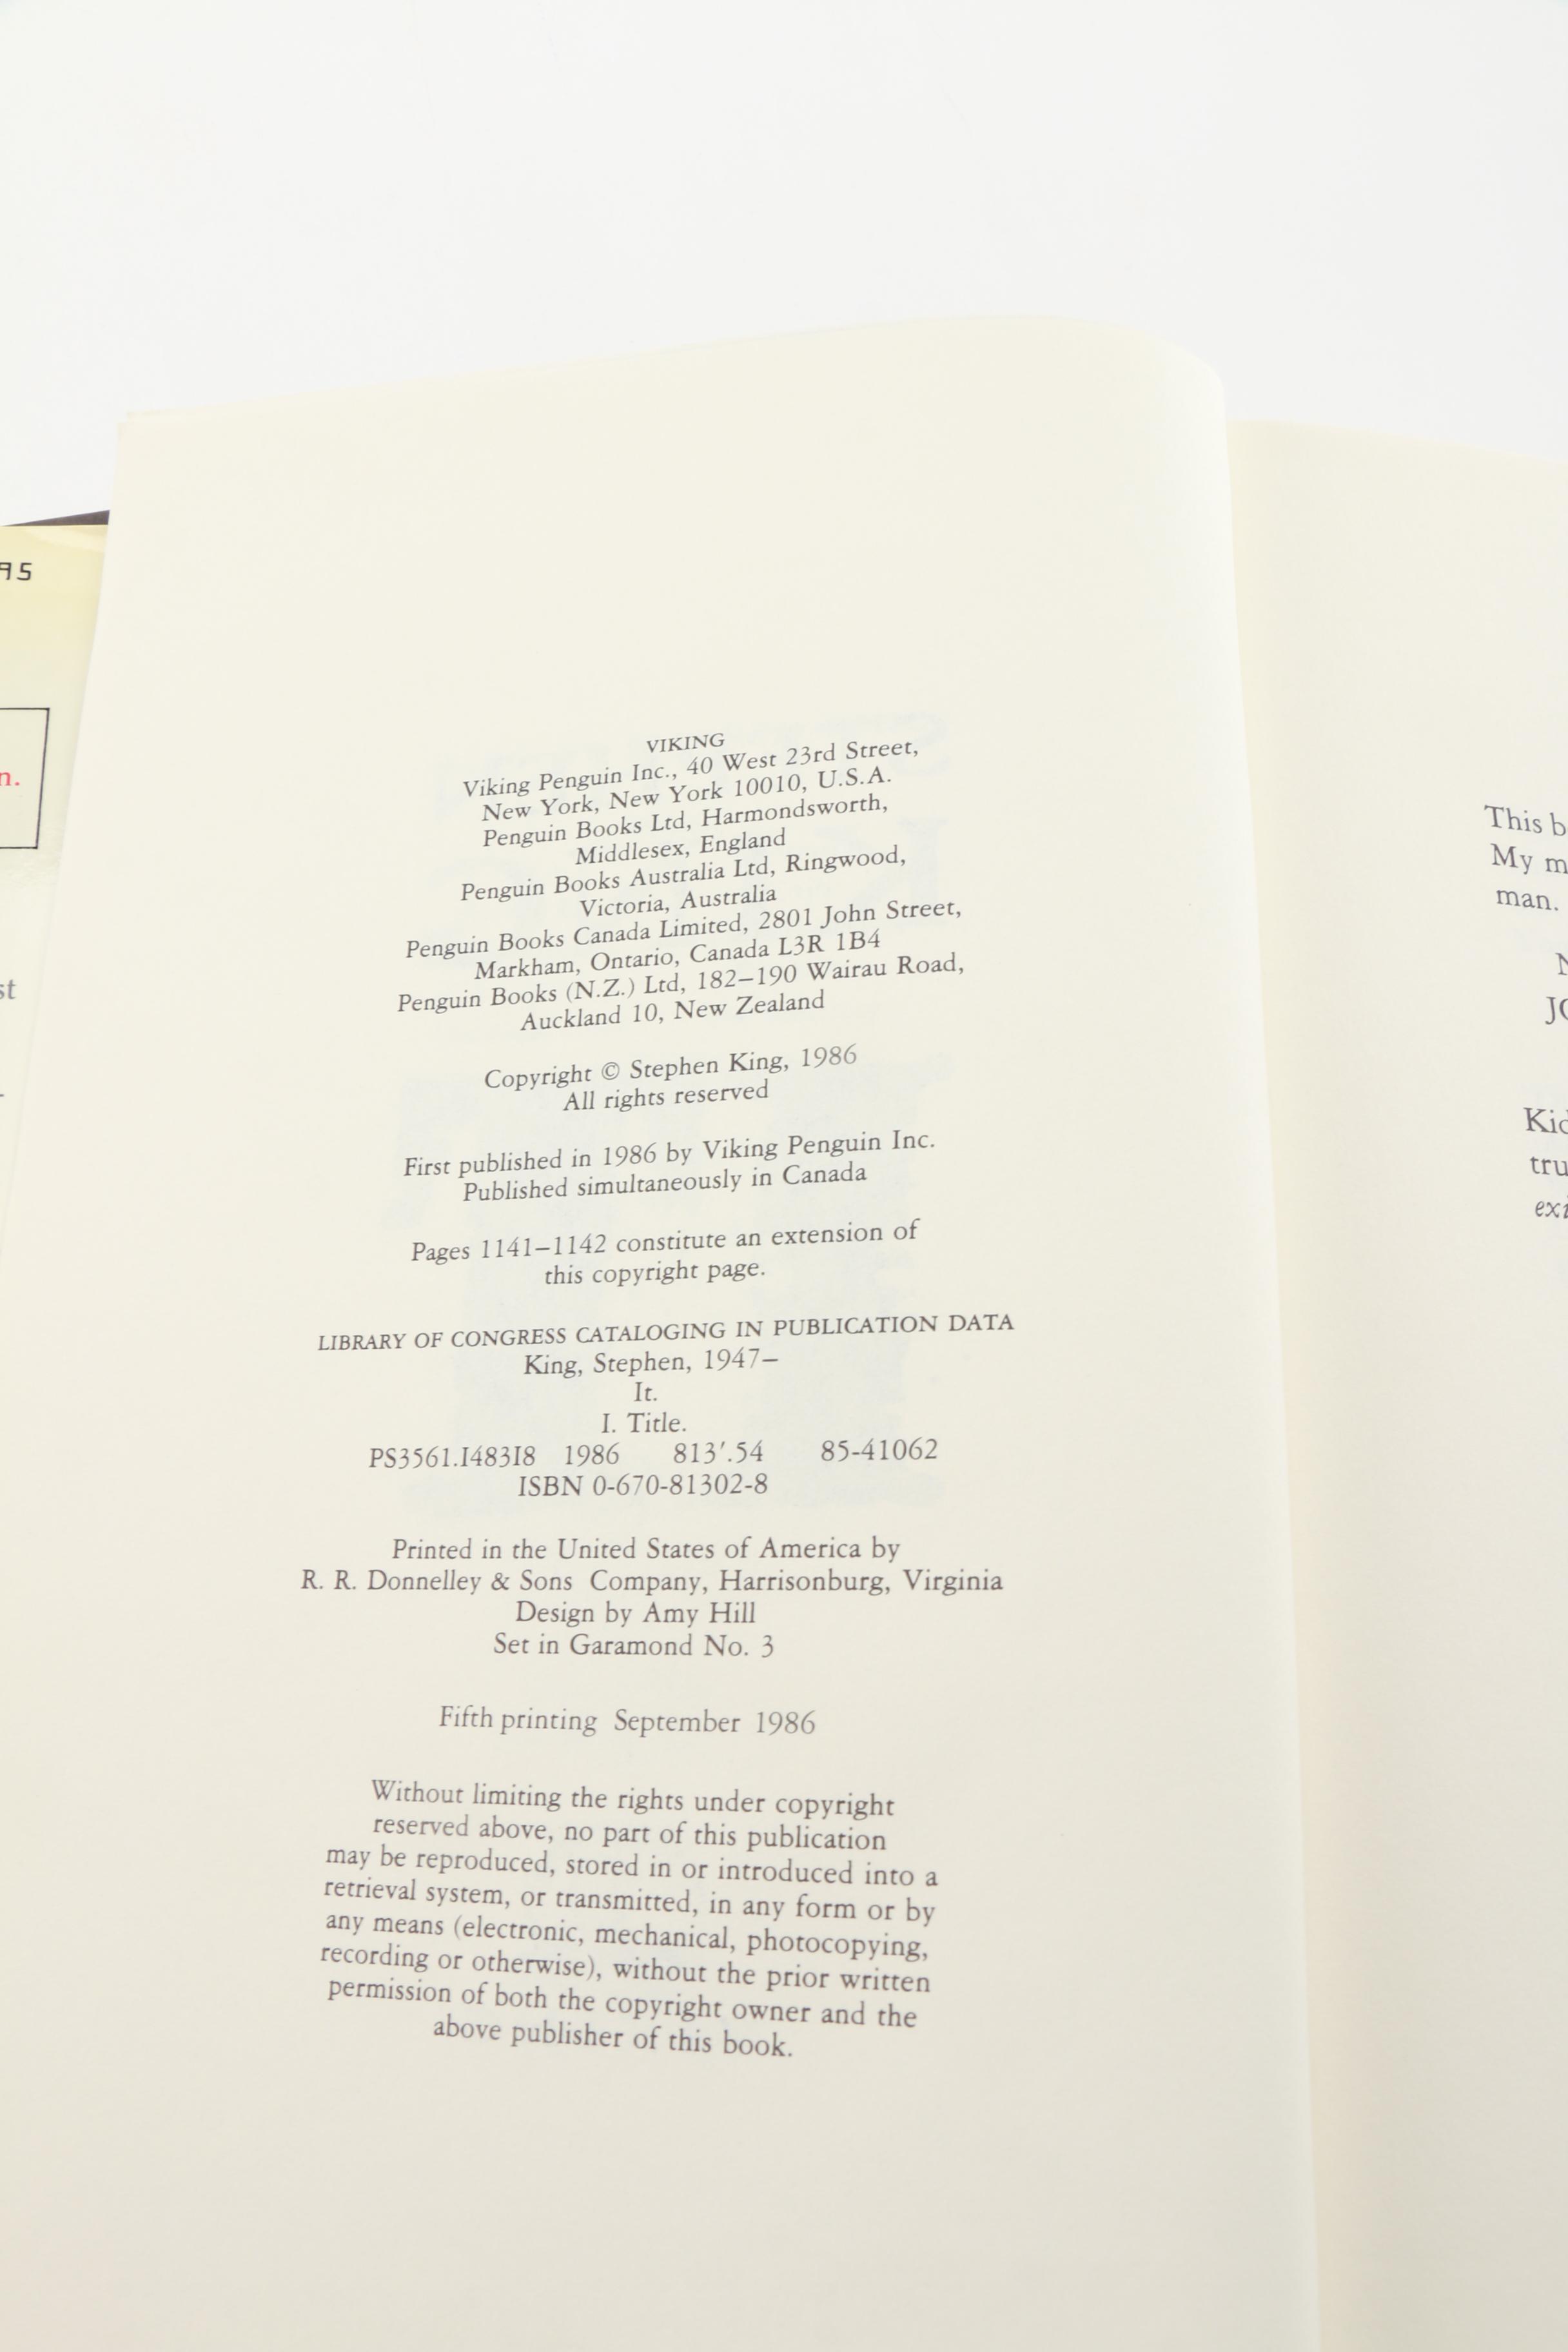 95
n.
st
VIKING
Viking Penguin Inc., 40 West 23rd Street,
New York, New York 10010, U.S.A.
Penguin Books Ltd, Harmondsworth,
Middlesex, England
Penguin Books Australia Ltd, Ringwood,
Victoria, Australia
Penguin Books Canada Limited, 2801 John Street,
Markham, Ontario, Canada L3R 1B4
Penguin Books (N.Z.) Ltd, 182–190 Wairau Road,
Auckland 10, New Zealand
Copyright © Stephen King, 1986
All rights reserved
First published in 1986 by Viking Penguin Inc.
Published simultaneously in Canada
Pages 1141–1142 constitute an extension of
this copyright page.
LIBRARY OF CONGRESS CATALOGING IN PUBLICATION DATA
King, Stephen, 1947–
It.
I. Title.
PS3561.I483I8 1986 813′.54 85-41062
ISBN 0-670-81302-8
Printed in the United States of America by
R. R. Donnelley & Sons Company, Harrisonburg, Virginia
Design by Amy Hill
Set in Garamond No. 3
Fifth printing September 1986
Without limiting the rights under copyright
reserved above, no part of this publication
may be reproduced, stored in or introduced into a
retrieval system, or transmitted, in any form or by
any means (electronic, mechanical, photocopying,
recording or otherwise), without the prior written
permission of both the copyright owner and the
above publisher of this book.
This b
My m
man.
N
JO
Kid
tru
exi